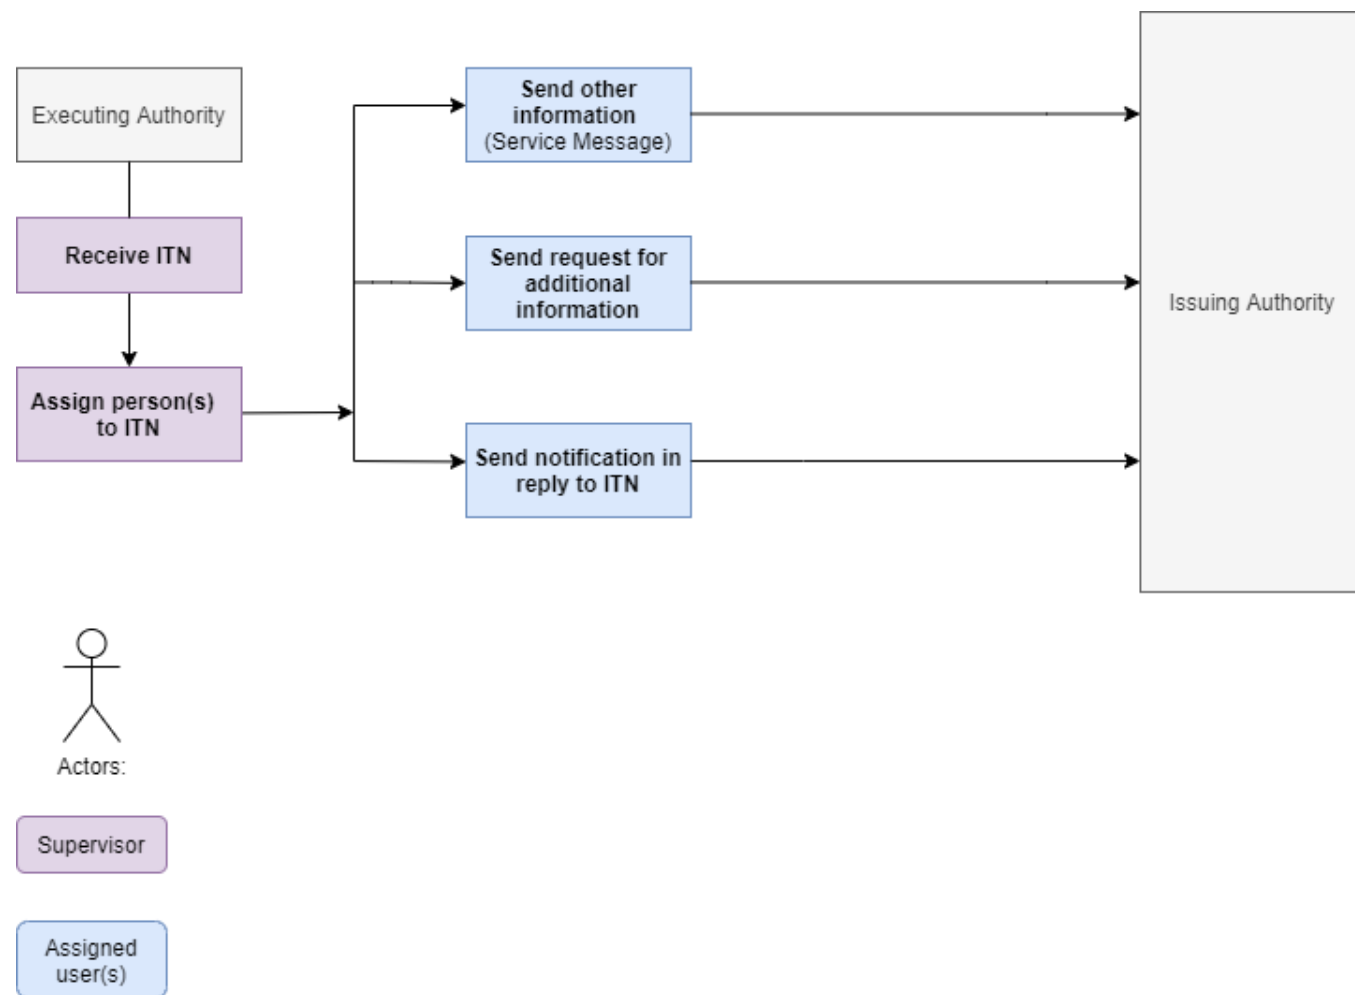 Executing Authority
Receive ITN
Assign person(s)
to ITN
Send other
information
(Service Message)
Send request for
additional
information
Send notification in
reply to ITN
Issuing Authority
Actors:
Supervisor
Assigned
user(s)